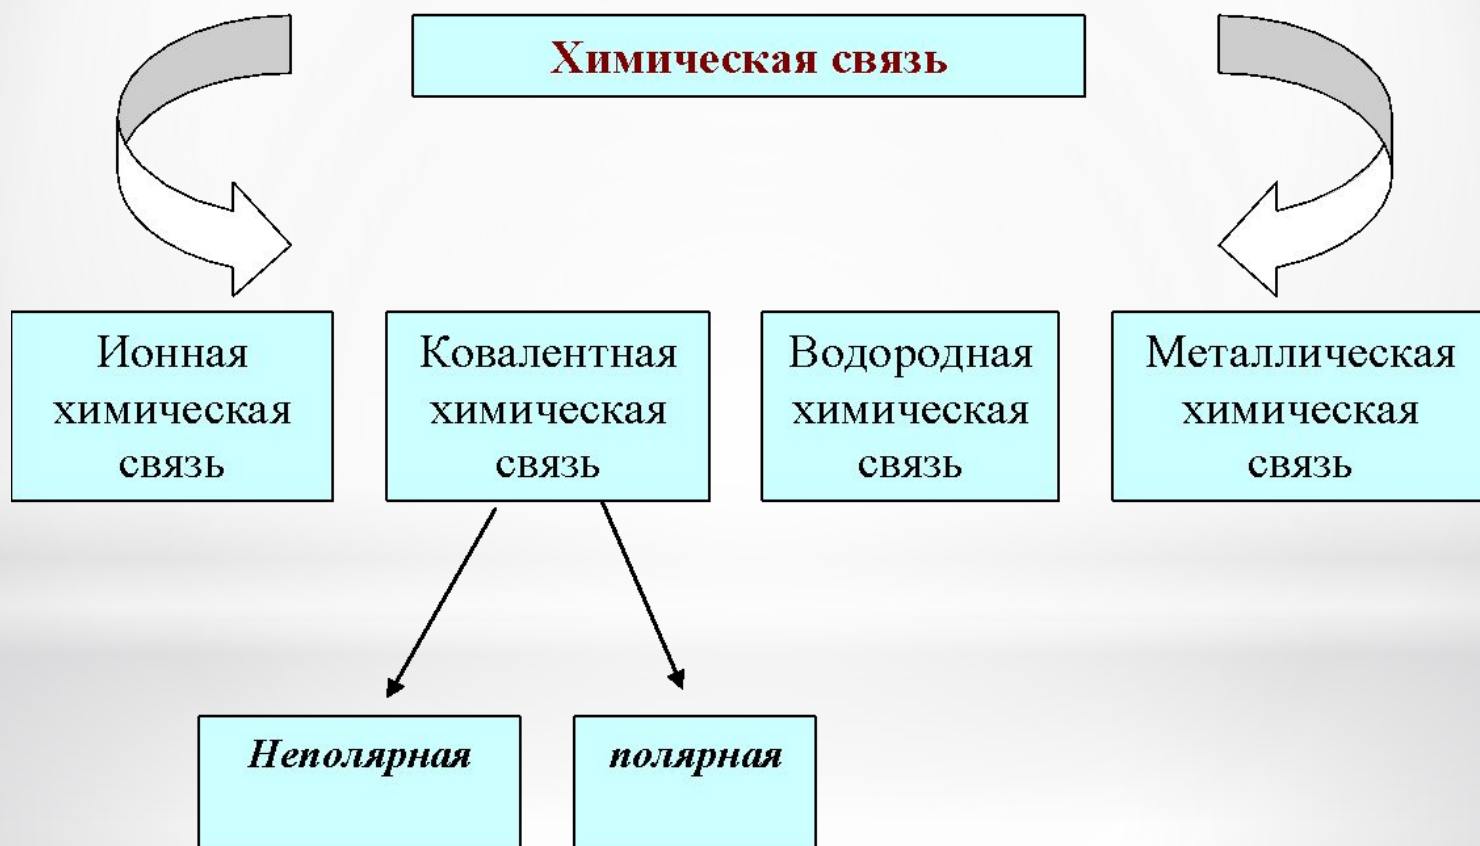 Химическая связь
Ионная
химическая
связь
Ковалентная
химическая
связь
Водородная
химическая
связь
Металлическая
химическая
связь
Неполярная
полярная